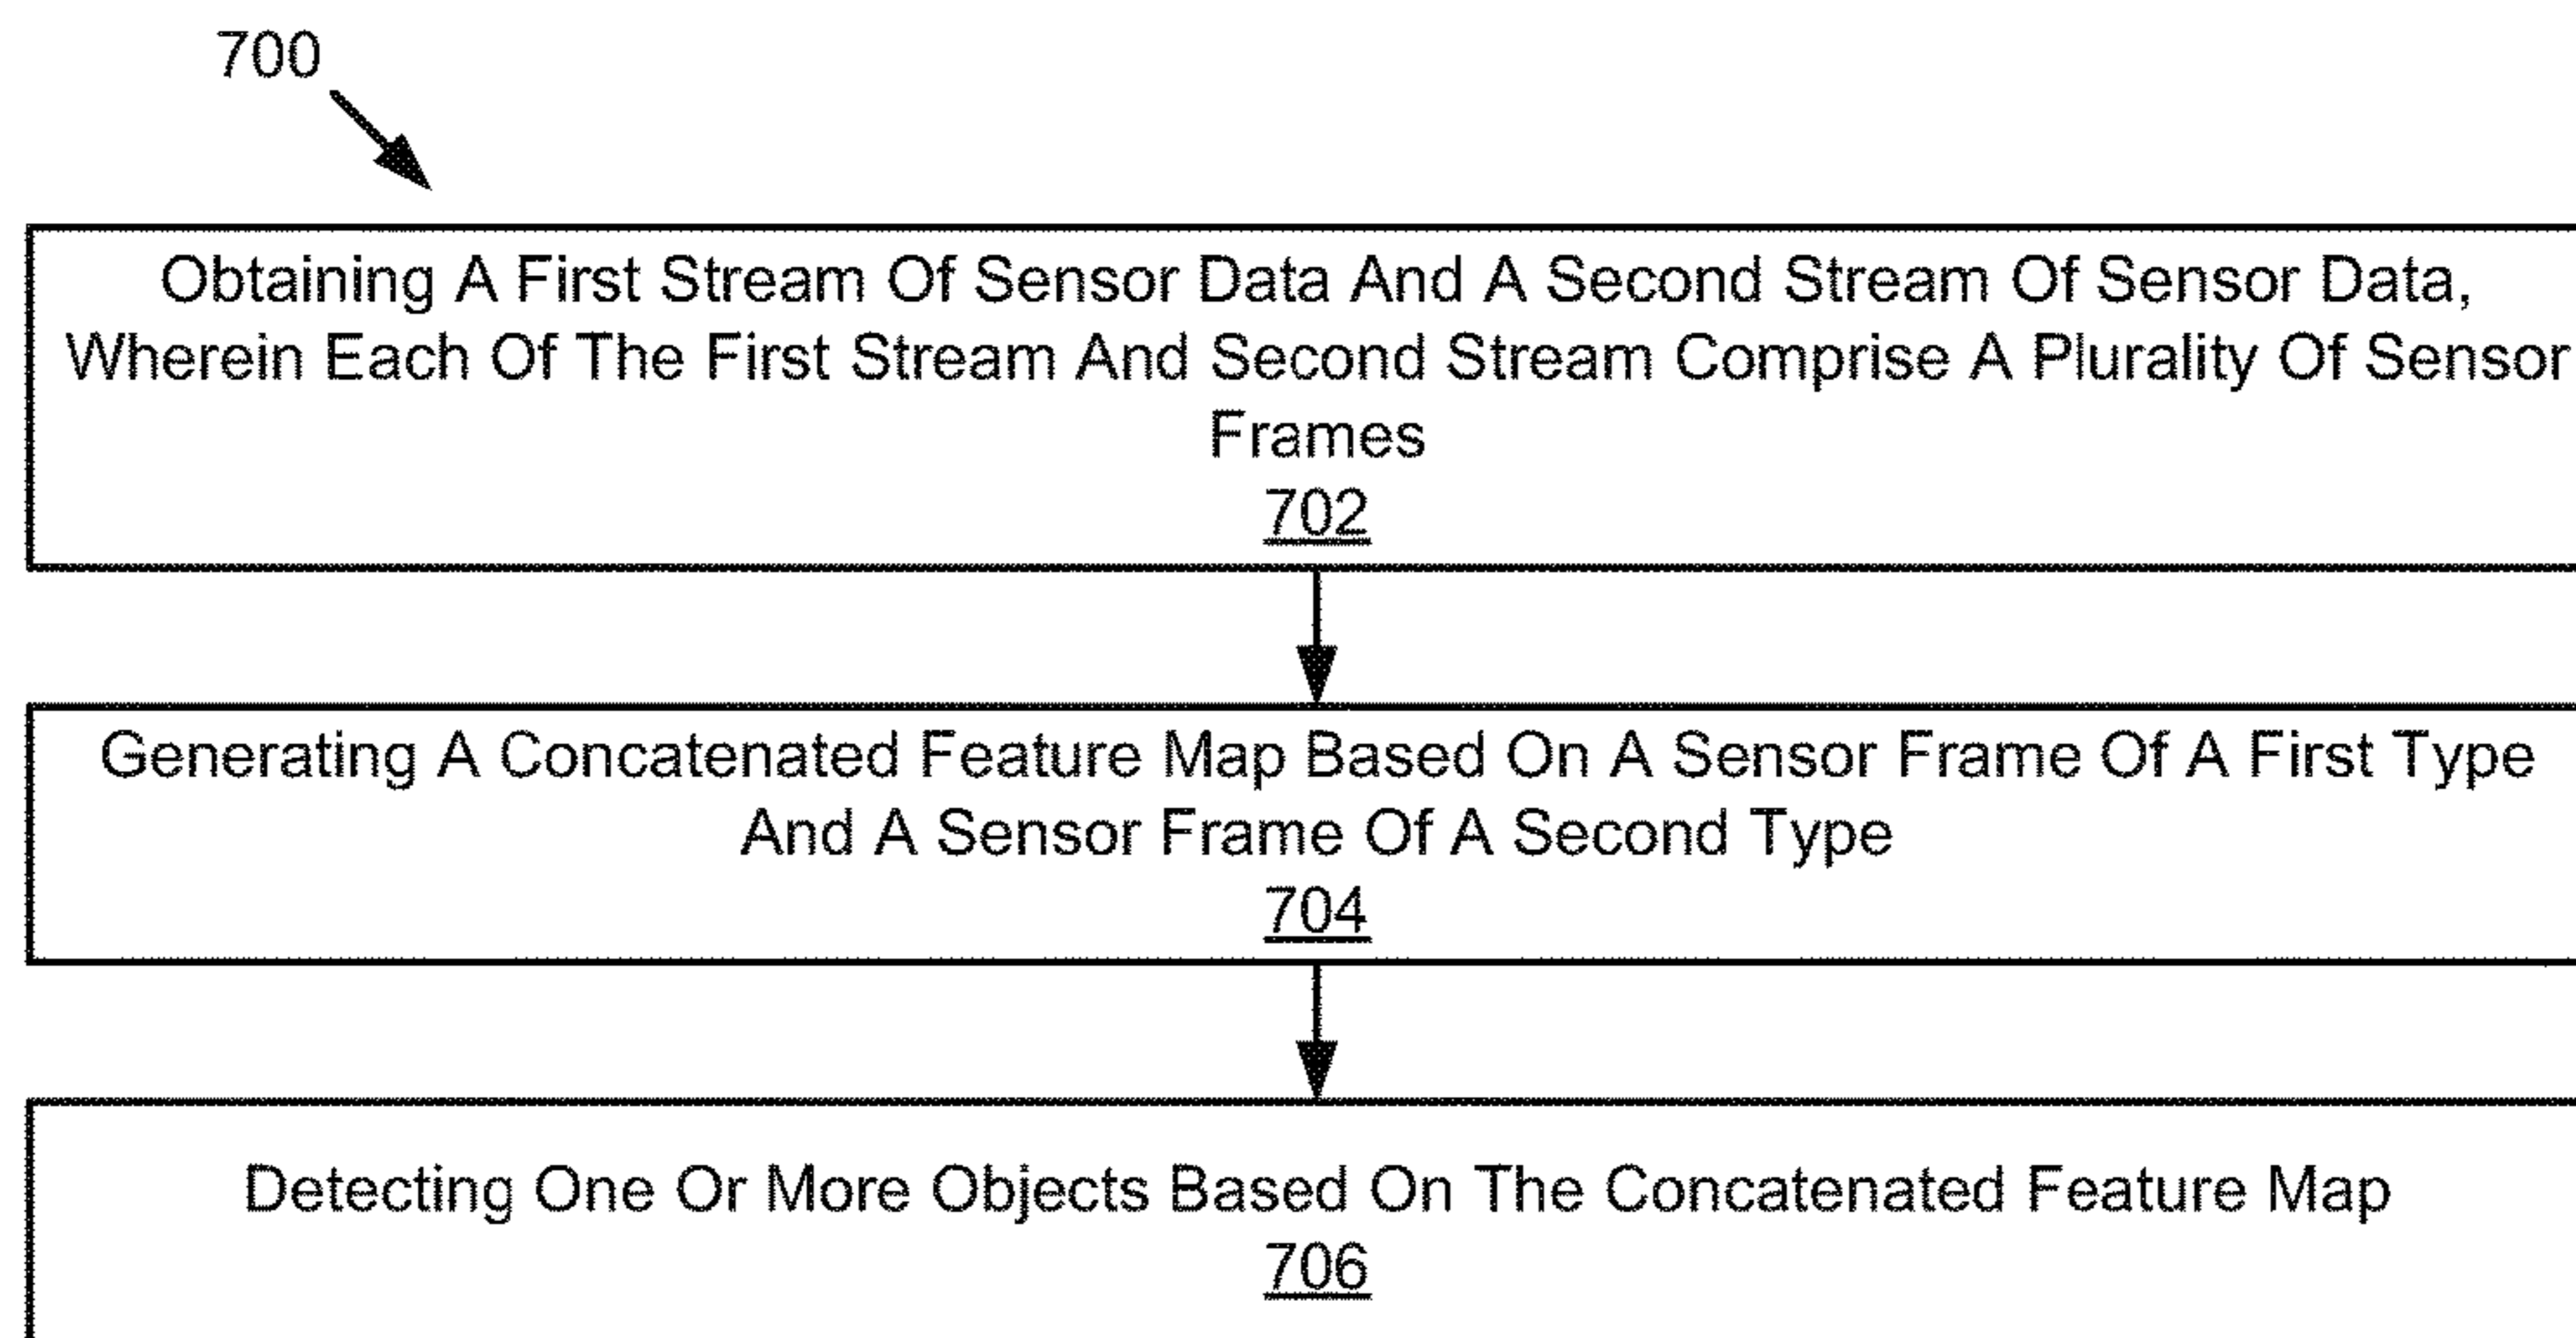 700
Obtaining A First Stream Of Sensor Data And A Second Stream Of Sensor Data,
Wherein Each Of The First Stream And Second Stream Comprise A Plurality Of Sensor
Frames
702
Generating A Concatenated Feature Map Based On A Sensor Frame Of A First Type
And A Sensor Frame Of A Second Type
704
Detecting One Or More Objects Based On The Concatenated Feature Map
706